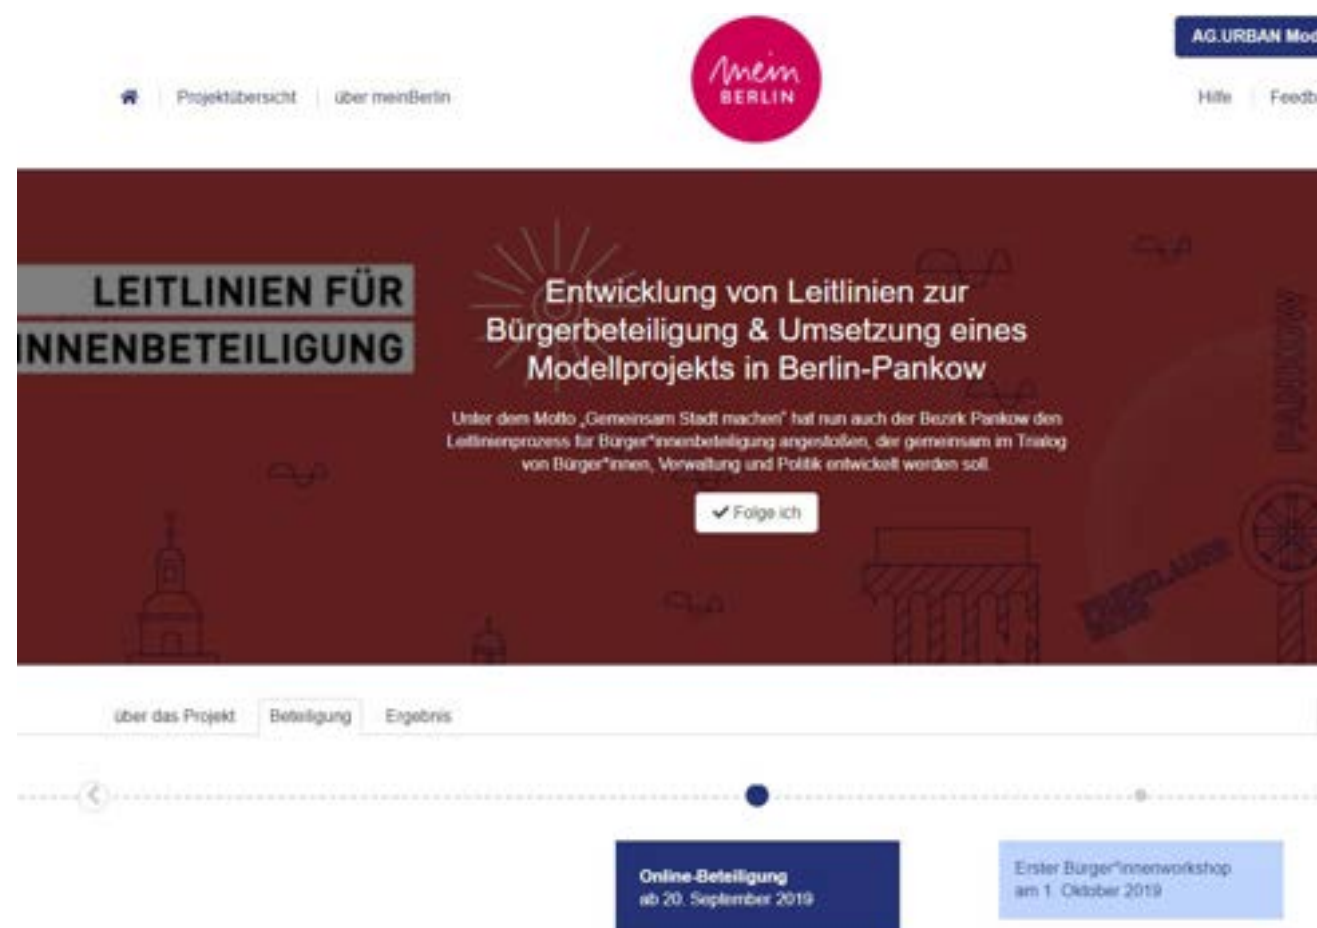 AG.URBAN Mod
Projektübersicht
über meinBerlin
mein
BERLIN
Hilfe
Feedb
LEITLINIEN FÜR
INNENBETEILIGUNG
Entwicklung von Leitlinien zur
Bürgerbeteiligung & Umsetzung eines
Modellprojekts in Berlin-Pankow
Unter dem Motto „Gemeinsam Stadt machen" hat nun auch der Bezirk Pankow den
Leitlinienprozess für Bürger*innenbeteiligung angestoßen, der gemeinsam im Trialog
von Bürger*innen, Verwaltung und Politik entwickelt werden soll.
Folge ich
PANKOW
über das Projekt
Beteiligung
Ergebnis
Online-Beteiligung
ab 20. September 2019
Erster Bürger*innenworkshop
am 1. Oktober 2019